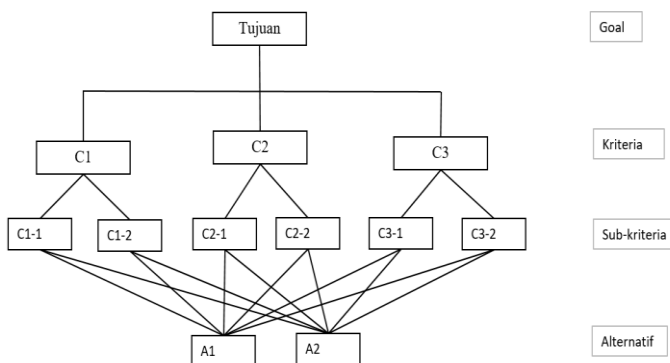 Tujuan
Goal
C1
C2
C3
Kriteria
C1-1
C1-2
C2-1
C2-2
C3-1
C3-2
Sub-kriteria
A1
A2
Alternatif